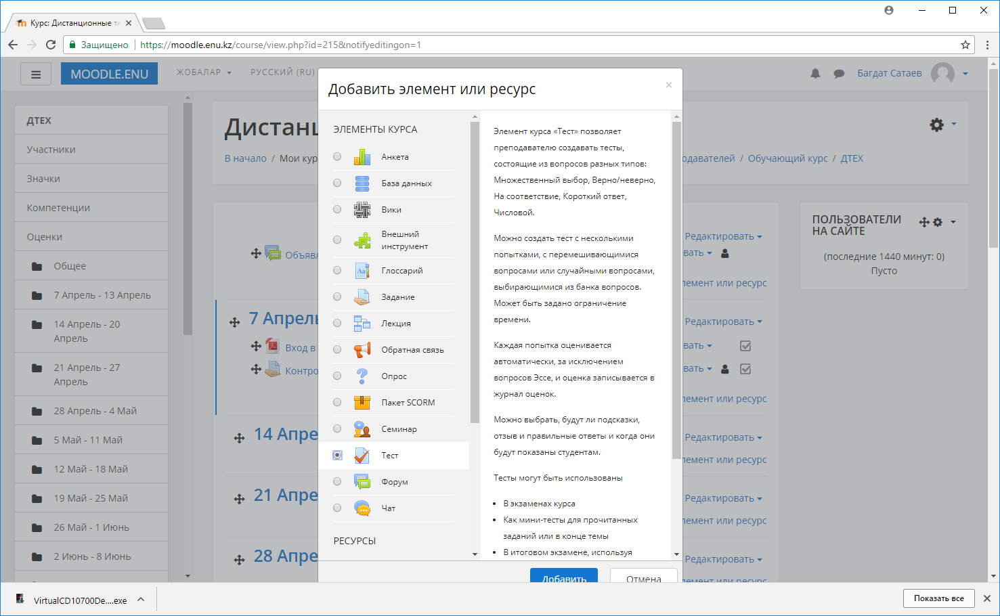 Курс: Дистанционные те
Защищено
https://moodle.enu.kz/course/view.php?id=215&notifyeditingon=1
MOODLE.ENU
ЖОБАЛАР
РУССКИЙ (RU)
Багдат Сатаев
ДТЕХ
Участники
Значки
Компетенции
Оценки
Общее
7 Апрель - 13 Апрель
14 Апрель - 20
Апрель
21 Апрель - 27
Апрель
28 Апрель - 4 Май
5 Май - 11 Май
12 Май - 18 Май
19 Май - 25 Май
26 Май - 1 Июнь
2 Июнь - 8 Июнь
Дистанц
В начало / Мои кур
одавателей / Обучающий курс / ДТЕХ
Объявл
7 Апрель
Вход в
Контро
14 Апре
21 Апре
28 Апре
Добавить элемент или ресурс
ЭЛЕМЕНТЫ КУРСА
Анкета
База данных
Вики
Внешний
инструмент
Глоссарий
Задание
Лекция
Обратная связь
Опрос
Пакет SCORM
Семинар
Тест
Форум
Чат
РЕСУРСЫ
Элемент курса «Тест» позволяет
преподавателю создавать тесты,
состоящие из вопросов разных типов:
Множественный выбор, Верно/неверно,
На соответствие, Короткий ответ,
Числовой.
Можно создать тест с несколькими
попытками, с перемешивающимися
вопросами или случайными вопросами,
выбирающимися из банка вопросов.
Может быть задано ограничение
времени.
Каждая попытка оценивается
автоматически, за исключением
вопросов Эссе, и оценка записывается в
журнал оценок.
Можно выбрать, будут ли подсказки,
отзыв и правильные ответы и когда они
будут показаны студентам.
Тесты могут быть использованы
• В экзаменах курса
• Как мини-тесты для прочитанных
заданий или в конце темы
• В итоговом экзамене, используя
Добавить
Отмена
Редактировать
вать
лемент или ресурс
Редактировать
вать
вать
лемент или ресурс
Редактировать
лемент или ресурс
Редактировать
лемент или ресурс
Редактировать
лемент или ресурс
ПОЛЬЗОВАТЕЛИ
НА САЙТЕ
(последние 1440 минут: 0)
Пусто
VirtualCD10700De....exe
Показать все